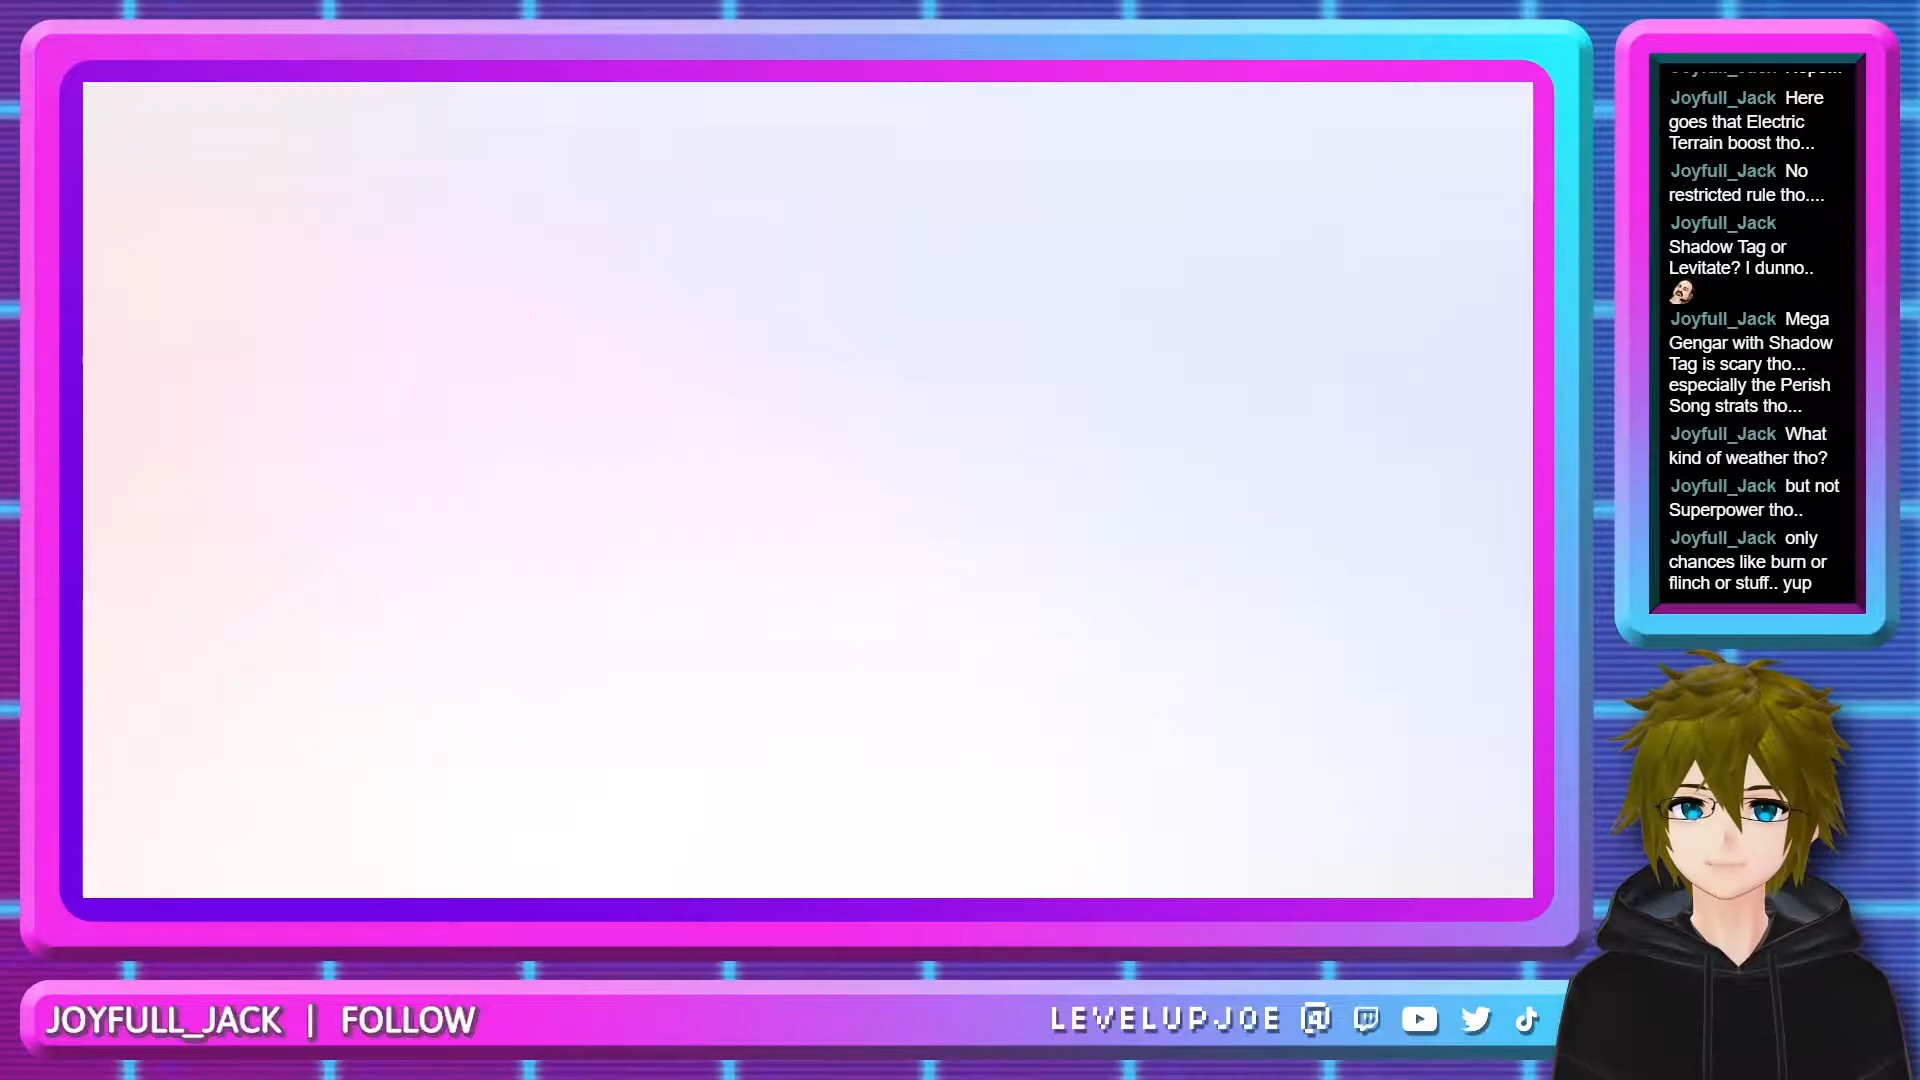 Joyfull_Jack Here
goes that Electric
Terrain boost tho...
Joyfull_Jack No
restricted rule tho....
Joyfull_Jack
Shadow Tag or
Levitate? I dunno..
Joyfull_Jack Mega
Gengar with Shadow
Tag is scary tho...
especially the Perish
Song strats tho...
Joyfull_Jack What
kind of weather tho?
Joyfull_Jack but not
Superpower tho..
Joyfull_Jack only
chances like burn or
flinch or stuff.. yup
JOYFULL_JACK | FOLLOW
LEVELUPJOE @